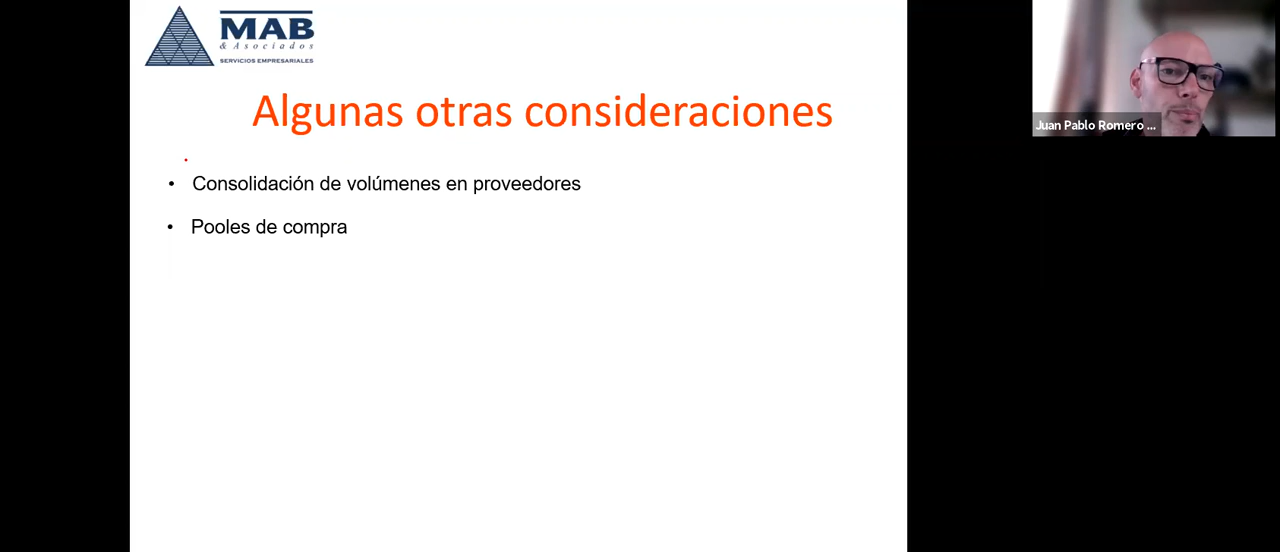 MAB
& Asociados
SERVICIOS EMPRESARIALES
Algunas otras consideraciones
• Consolidación de volúmenes en proveedores
• Pooles de compra
Juan Pablo Romero ...